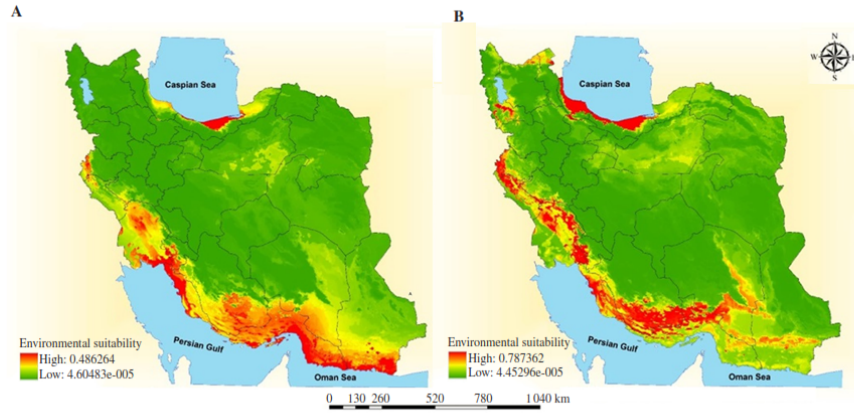 A
B
Caspian Sea
Caspian Sea
N
W
E
S
Environmental suitability
High: 0.486264
Low: 4.60483e-005
Persian Gulf
Oman Sea
Environmental suitability
High: 0.787362
Low: 4.45296e-005
Persian Gulf
Oman Sea
0 130 260 520 780 1 040 km